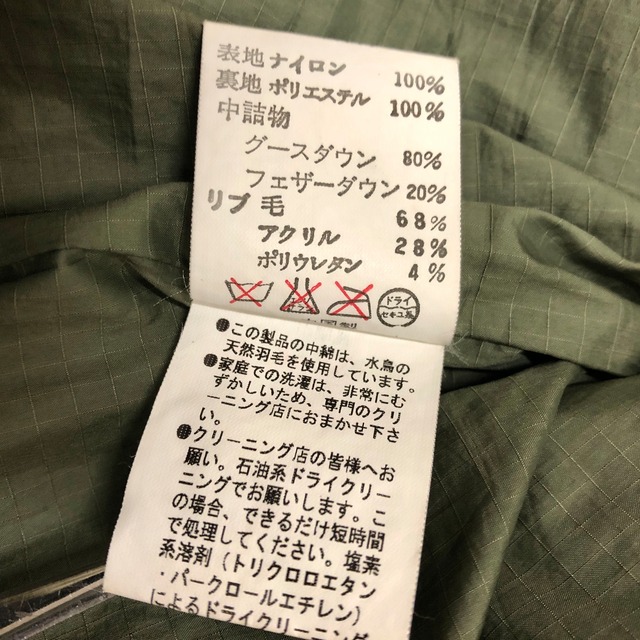 表地 ナイロン 100%
裏地 ポリエステル 100%
中詰物
グースダウン 80%
フェザーダウン 20%
リブ 毛 68%
アクリル 28%
ポリウレタン 4%
ドライ
セキユ系
●この製品の中綿は、水鳥の
天然羽毛を使用しています。
●家庭での洗濯は、非常にむ
ずかしいため、専門のクリ
ーニング店におまかせ下さ
い。
●クリーニング店の皆様へお
願い。石油系ドライクリー
ニングでお願いします。こ
の場合、できるだけ短時間
で処理してください。塩素
系溶剤（トリクロロエタン
・パークロールエチレン）
によるドライクリーニング